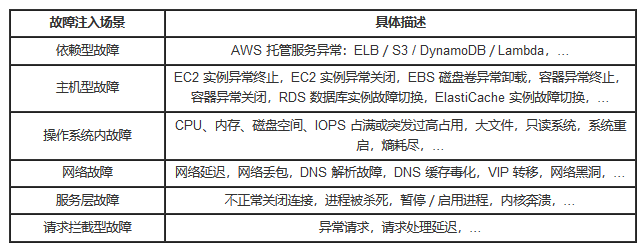 故障注入场景 具体描述
依赖型故障 AWS 托管服务异常：ELB / S3 / DynamoDB / Lambda，…
主机型故障 EC2 实例异常终止，EC2 实例异常关闭，EBS 磁盘卷异常卸载，容器异常终止，
容器异常关闭，RDS 数据库实例故障切换，ElastiCache 实例故障切换，…
操作系统内故障 CPU、内存、磁盘空间、IOPS 占满或突发过高占用，大文件，只读系统，系统重
启，熵耗尽，…
网络故障 网络延迟，网络丢包，DNS 解析故障，DNS 缓存毒化，VIP 转移，网络黑洞，…
服务层故障 不正常关闭连接，进程被杀死，暂停 / 启用进程，内核奔溃，…
请求拦截型故障 异常请求，请求处理延迟，…